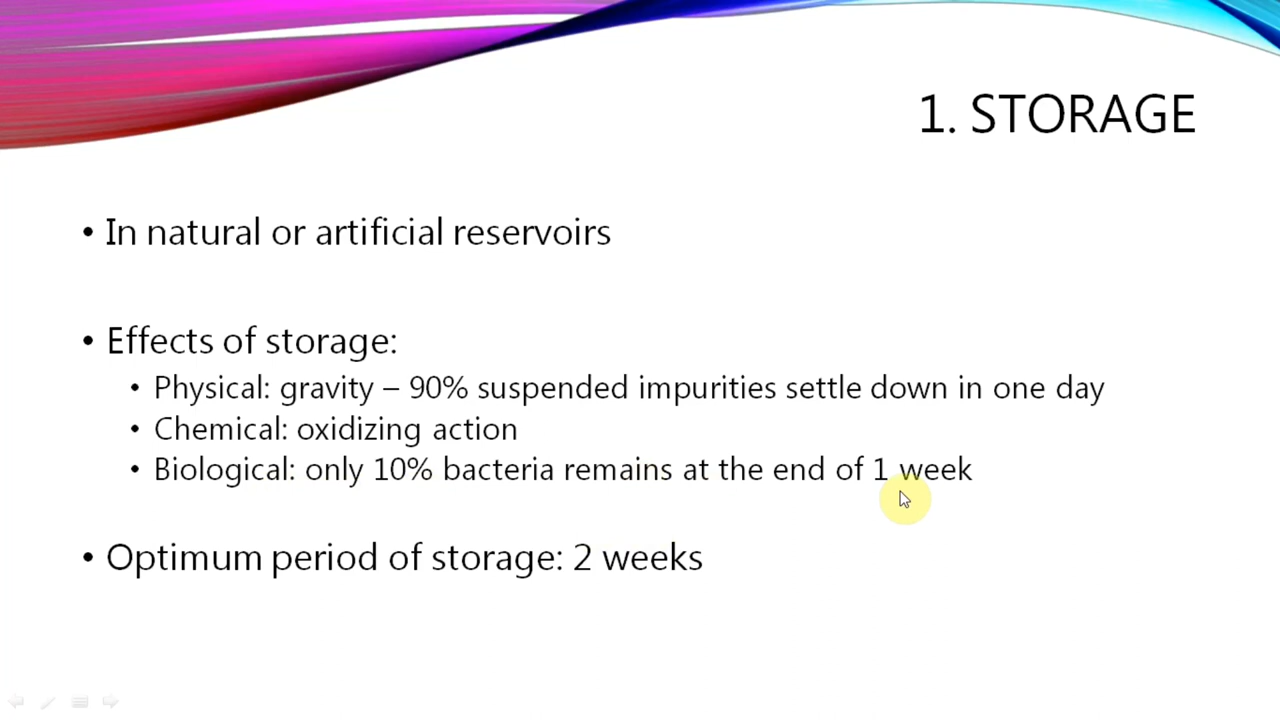 1. STORAGE
• In natural or artificial reservoirs
• Effects of storage:
• Physical: gravity – 90% suspended impurities settle down in one day
• Chemical: oxidizing action
• Biological: only 10% bacteria remains at the end of 1 week
• Optimum period of storage: 2 weeks